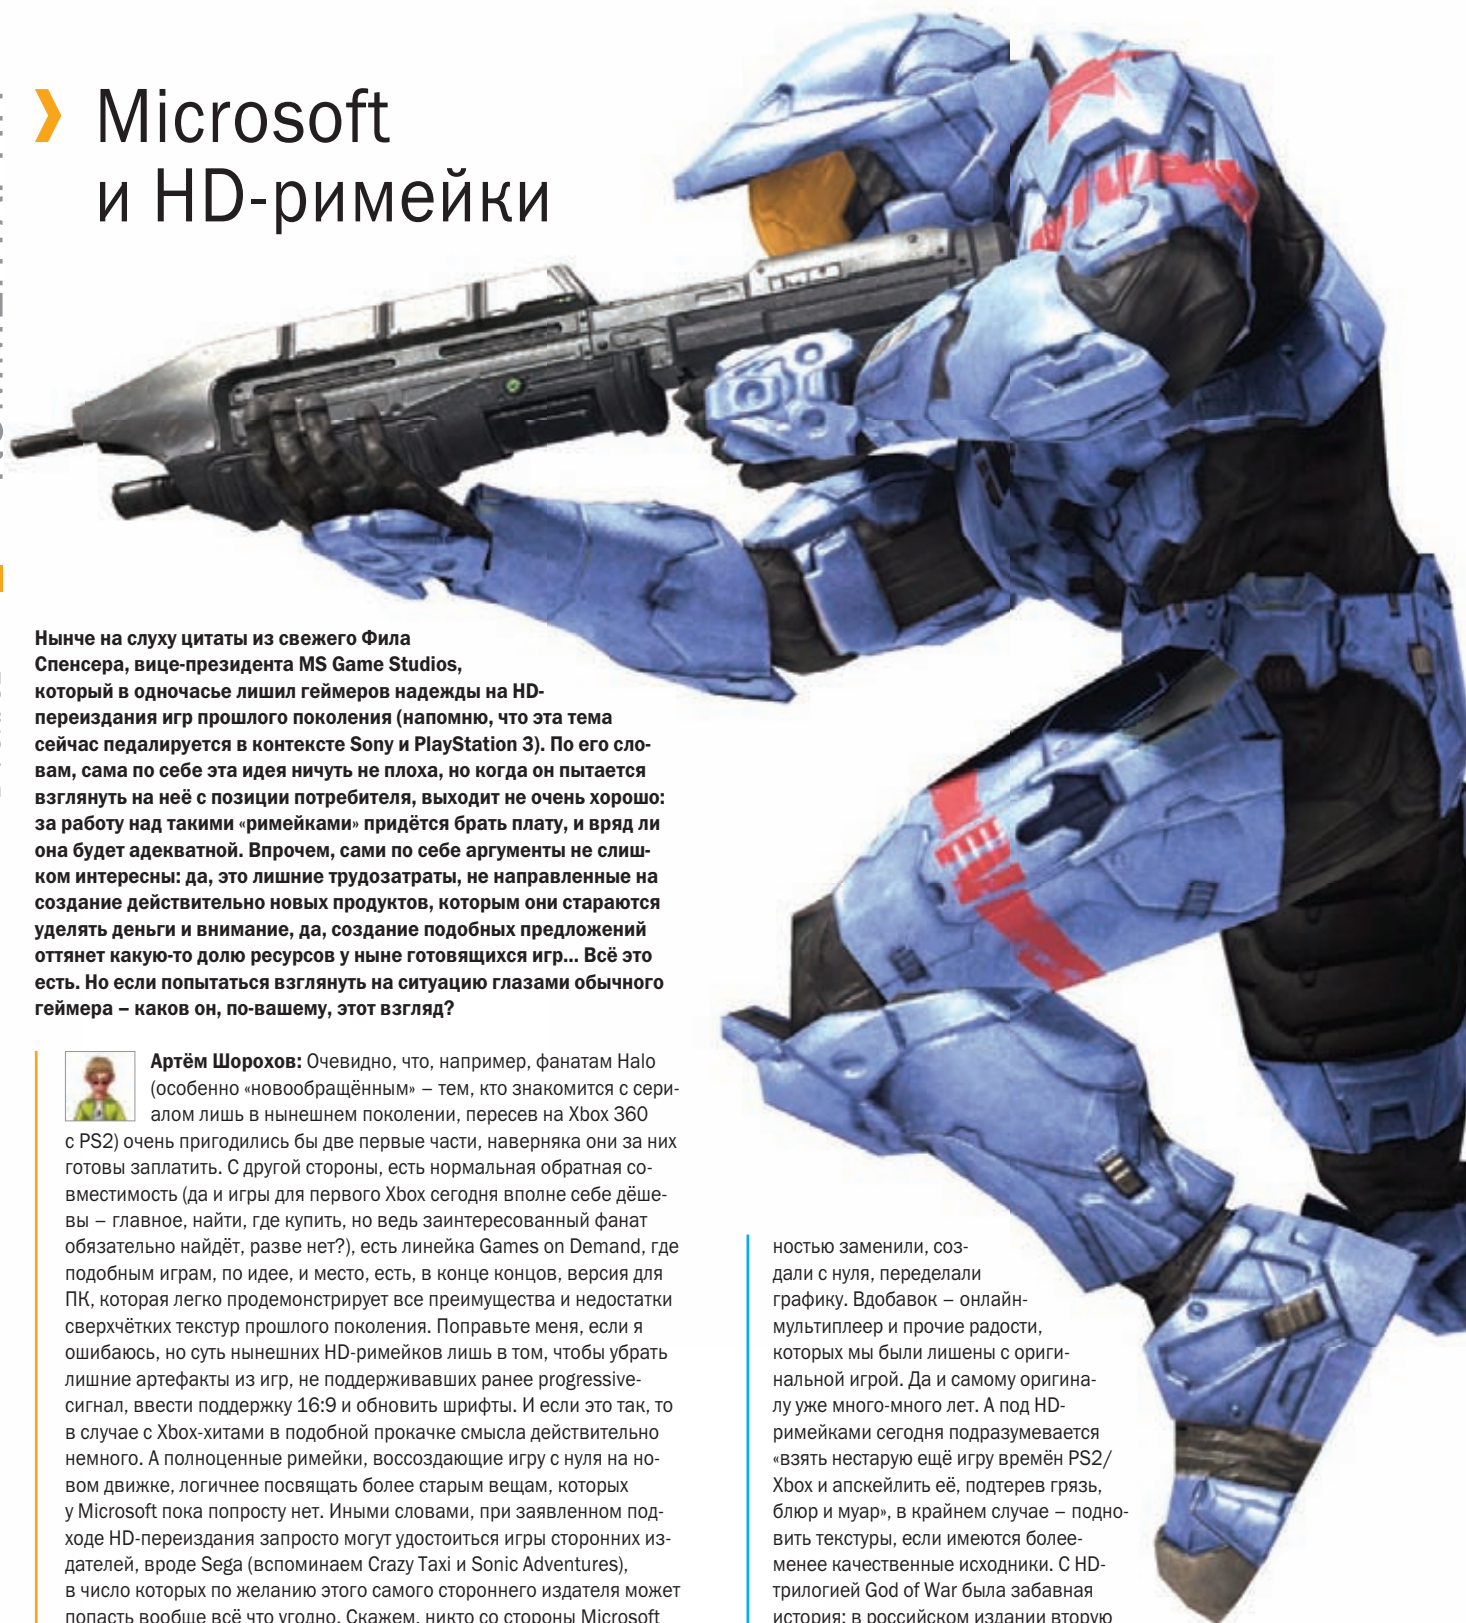 Microsoft
и HD-римейки
Нынче на слуху цитаты из свежего Фила
Спенсера, вице-президента MS Game Studios,
который в одночасье лишил геймеров надежды на HD-
переиздания игр прошлого поколения (напомню, что эта тема
сейчас педалируется в контексте Sony и PlayStation 3). По его сло-
вам, сама по себе эта идея ничуть не плоха, но когда он пытается
взглянуть на неё с позиции потребителя, выходит не очень хорошо:
за работу над такими «римейками» придётся брать плату, и вряд ли
она будет адекватной. Впрочем, сами по себе аргументы не слиш-
ком интересны: да, это лишние трудозатраты, не направленные на
создание действительно новых продуктов, которым они стараются
уделять деньги и внимание, да, создание подобных предложений
оттянет какую-то долю ресурсов у ныне готовящихся игр... Всё это
есть. Но если попытаться взглянуть на ситуацию глазами обычного
геймера – каков он, по-вашему, этот взгляд?
Артём Шорохов: Очевидно, что, например, фанатам Halo
(особенно «новообращённым» – тем, кто знакомится с сери-
алом лишь в нынешнем поколении, пересев на Xbox 360
с PS2) очень пригодились бы две первые части, наверняка они за них
готовы заплатить. С другой стороны, есть нормальная обратная со-
вместимость (да и игры для первого Xbox сегодня вполне себе дёше-
вы – главное, найти, где купить, но ведь заинтересованный фанат
обязательно найдёт, разве нет?), есть линейка Games on Demand, где
подобным играм, по идее, и место, есть, в конце концов, версия для
ПК, которая легко продемонстрирует все преимущества и недостатки
сверхчётких текстур прошлого поколения. Поправьте меня, если я
ошибаюсь, но суть нынешних HD-римейков лишь в том, чтобы убрать
лишние артефакты из игр, не поддерживавших ранее progressive-
сигнал, ввести поддержку 16:9 и обновить шрифты. И если это так, то
в случае с Xbox-хитами в подобной прокачке смысла действительно
немного. А полноценные римейки, воссоздающие игру с нуля на но-
вом движке, логичнее посвящать более старым вещам, которых
у Microsoft пока попросту нет. Иными словами, при заявленном под-
ходе HD-переиздания запросто могут удостоиться игры сторонних из-
дателей, вроде Sega (вспоминаем Crazy Taxi и Sonic Adventures),
в число которых по желанию этого самого стороннего издателя может
попасть вообще всё что угодно. Скажем, никто со стороны Microsoft
ностью заменили, соз-
дали с нуля, переделали
графику. Вдобавок – онлайн-
мультиплеер и прочие радости,
которых мы были лишены с ориги-
нальной игрой. Да и самому оригина-
лу уже много-много лет. А под HD-
римейками сегодня подразумевается
«взять нестарую ещё игру времён PS2/
Xbox и апскейлить её, подтерев грязь,
блюр и муар», в крайнем случае – подно-
вить текстуры, если имеются более-
менее качественные исходники. С HD-
трилогией God of War была забавная
история: в российском издании вторую